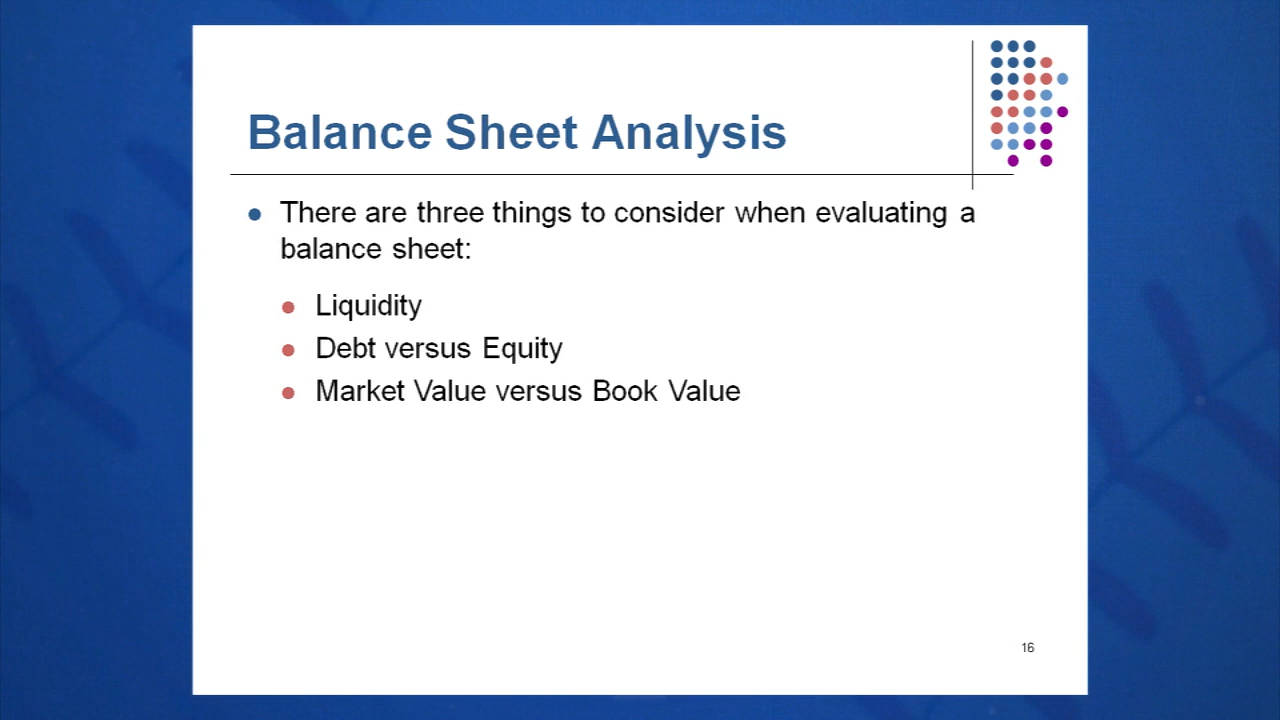 Balance Sheet Analysis
There are three things to consider when evaluating a
balance sheet:
Liquidity
Debt versus Equity
Market Value versus Book Value
16